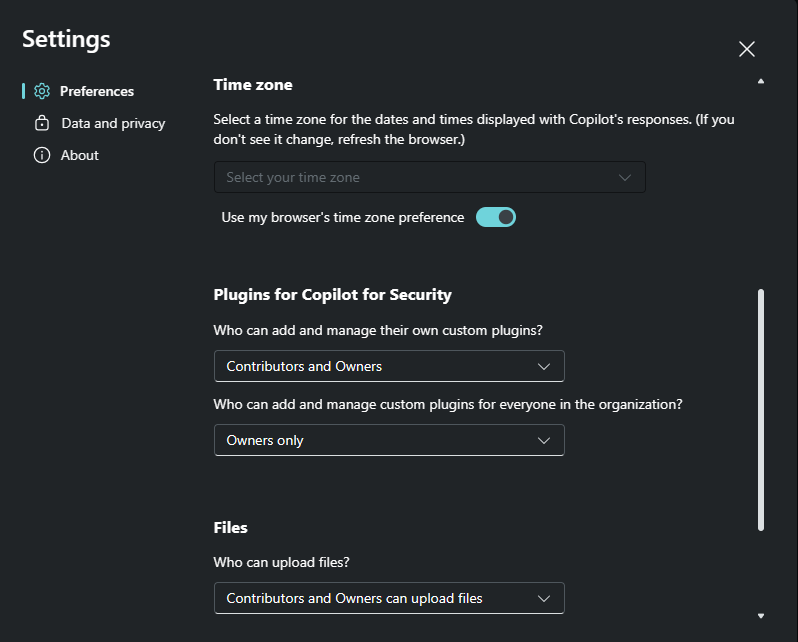 Settings
Preferences
Data and privacy
About
Time zone
Select a time zone for the dates and times displayed with Copilot's responses. (If you
don't see it change, refresh the browser.)
Select your time zone
Use my browser's time zone preference
Plugins for Copilot for Security
Who can add and manage their own custom plugins?
Contributors and Owners
Who can add and manage custom plugins for everyone in the organization?
Owners only
Files
Who can upload files?
Contributors and Owners can upload files